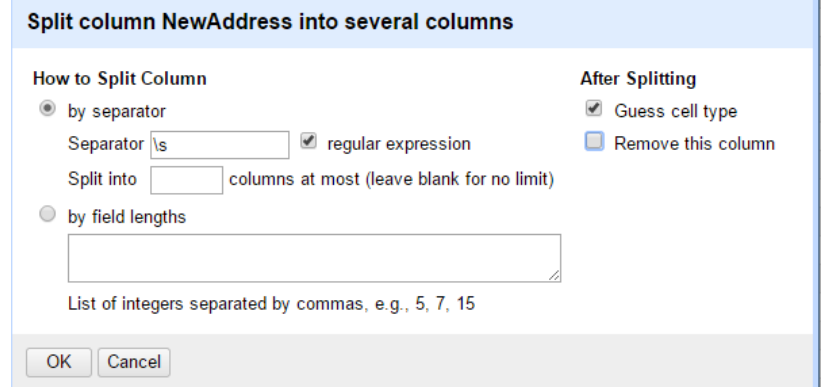 Split column NewAddress into several columns
How to Split Column
by separator
Separator \s regular expression
Split into columns at most (leave blank for no limit)
by field lengths
List of integers separated by commas, e.g., 5, 7, 15
After Splitting
Guess cell type
Remove this column
OK Cancel